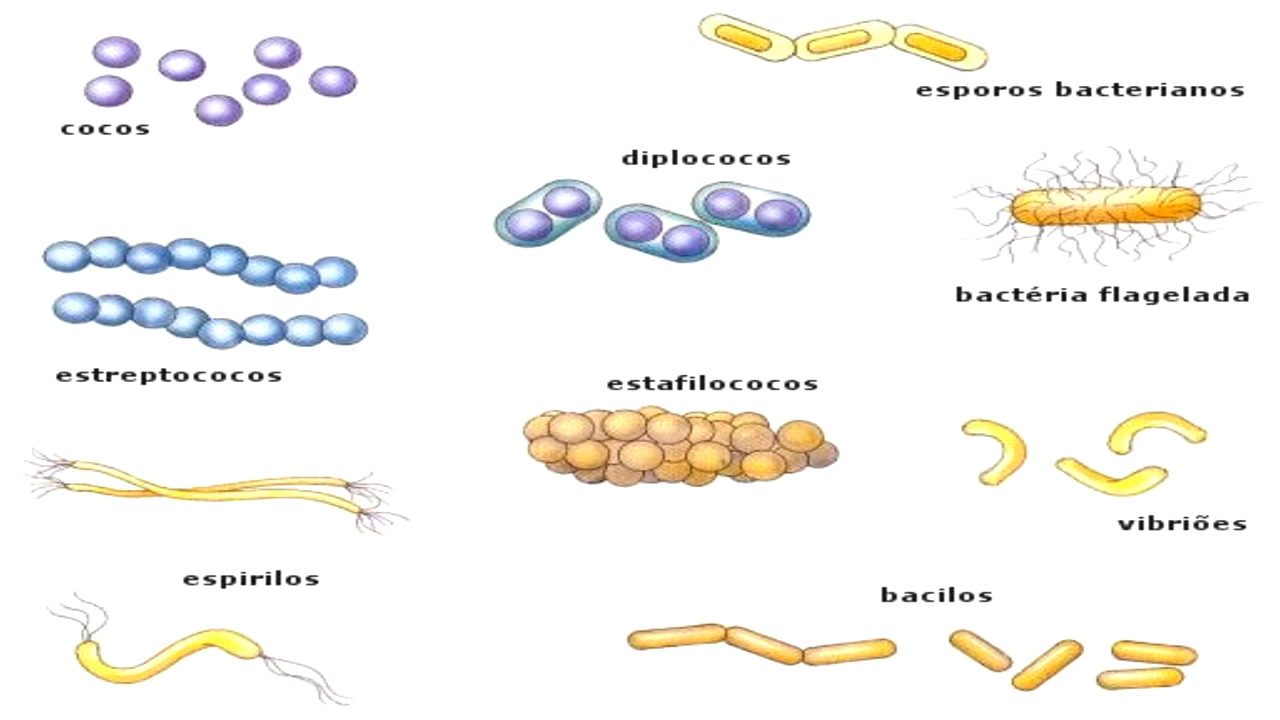 esporos bacterianos
cocos
diplococos
bactéria flagelada
estreptococos
estafilococos
vibriões
espirilos
bacilos